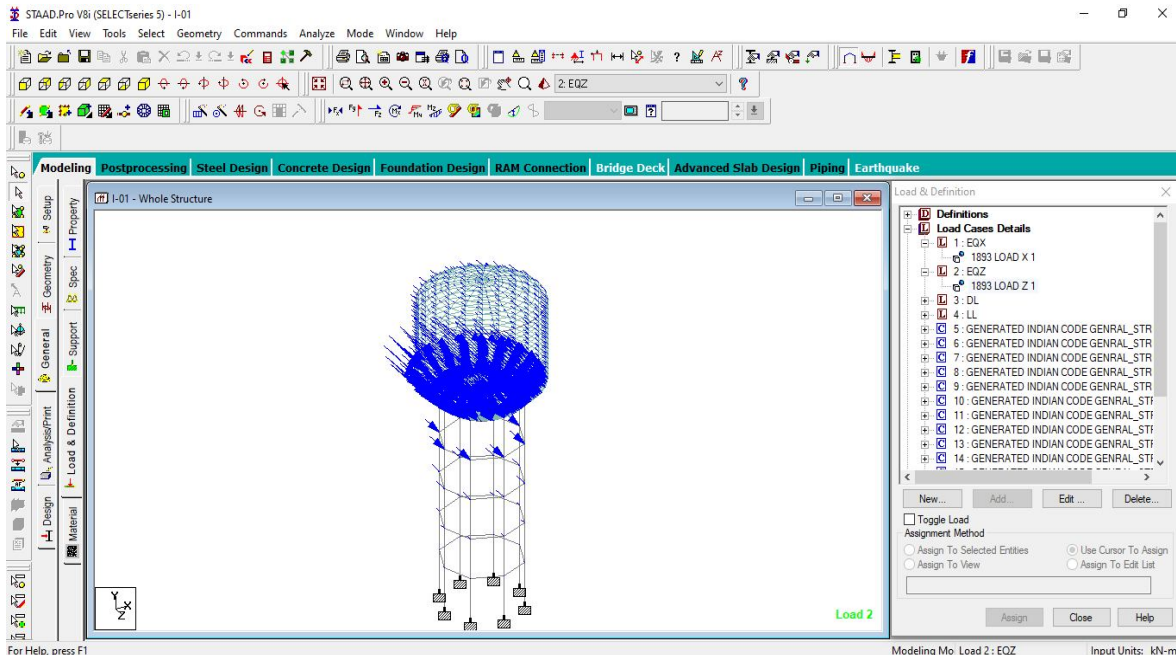 STAAD.Pro V8i (SELECTseries 5) - I-01
File Edit View Tools Select Geometry Commands Analyze Mode Window Help
2: EQZ
Modeling Postprocessing Steel Design Concrete Design Foundation Design RAM Connection Bridge Deck Advanced Slab Design Piping Earthquake
Setup
Geometry
General
Analysis/Print
Design
Property
Spec
Support
Load & Definition
Material
I-01 - Whole Structure
Y
X
Z
Load 2
Load & Definition
Definitions
Load Cases Details
1 : EQX
1893 LOAD X 1
2 : EQZ
1893 LOAD Z 1
3 : DL
4 : LL
5 : GENERATED INDIAN CODE GENRAL_STR
6 : GENERATED INDIAN CODE GENRAL_STR
7 : GENERATED INDIAN CODE GENRAL_STR
8 : GENERATED INDIAN CODE GENRAL_STR
9 : GENERATED INDIAN CODE GENRAL_STR
10 : GENERATED INDIAN CODE GENRAL_STF
11 : GENERATED INDIAN CODE GENRAL_STF
12 : GENERATED INDIAN CODE GENRAL_STF
13 : GENERATED INDIAN CODE GENRAL_STF
14 : GENERATED INDIAN CODE GENRAL_STF
New... Add... Edit ... Delete...
Toggle Load
Assignment Method
Assign To Selected Entities Use Cursor To Assign
Assign To View Assign To Edit List
Assign Close Help
For Help, press F1
Modeling Mo Load 2 : EQZ Input Units: kN-m